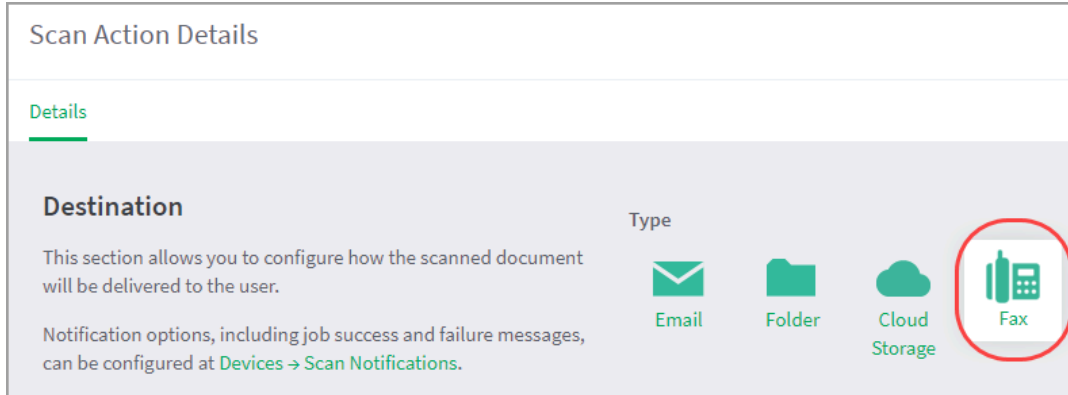 Scan Action Details
Details
Destination
This section allows you to configure how the scanned document
will be delivered to the user.
Notification options, including job success and failure messages,
can be configured at Devices → Scan Notifications.
Type
Email
Folder
Cloud
Storage
Fax